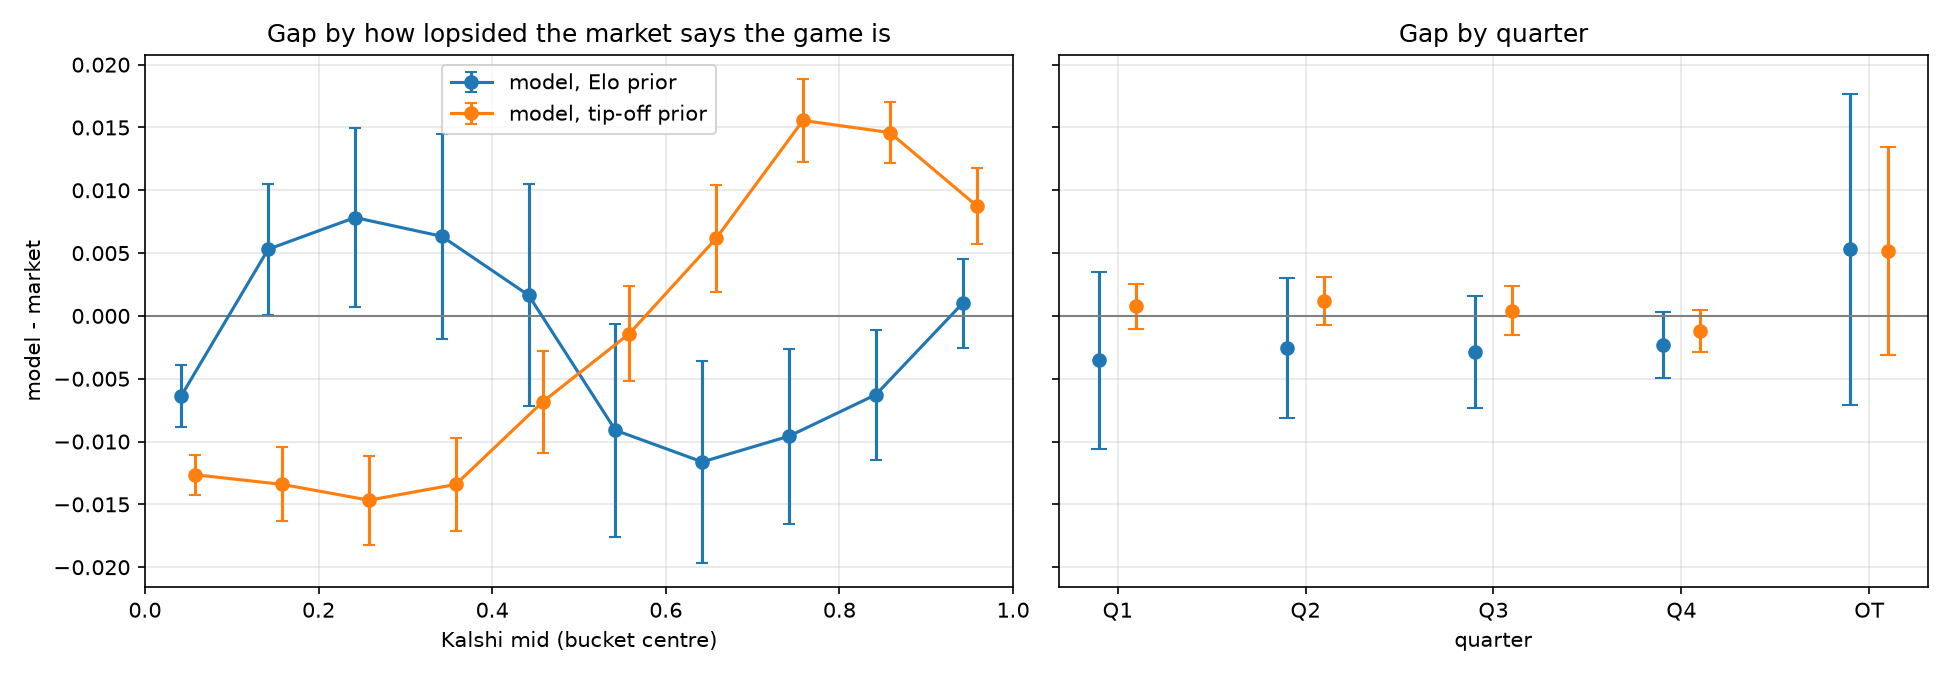 Gap by how lopsided the market says the game is
Gap by quarter
model, Elo prior
model, tip-off prior
0.020
0.015
0.010
0.005
0.000
−0.005
−0.010
−0.015
−0.020
model - market
0.0 0.2 0.4 0.6 0.8 1.0
Kalshi mid (bucket centre)
Q1 Q2 Q3 Q4 OT
quarter